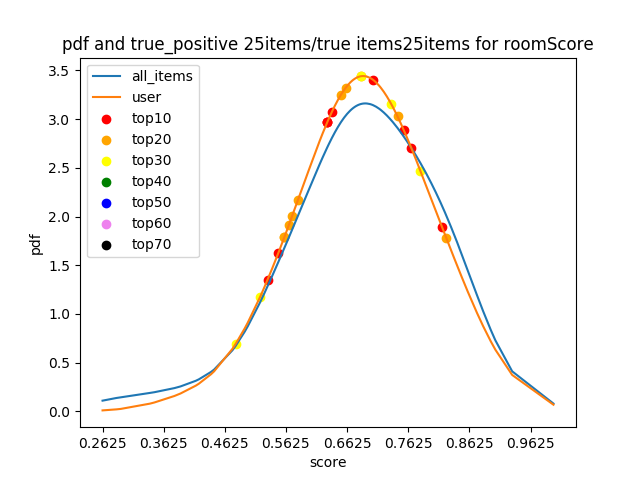 pdf and true_positive 25items/true items25items for roomScore
all_items
user
top10
top20
top30
top40
top50
top60
top70
pdf
3.5
3.0
2.5
2.0
1.5
1.0
0.5
0.0
0.2625 0.3625 0.4625 0.5625 0.6625 0.7625 0.8625 0.9625
score